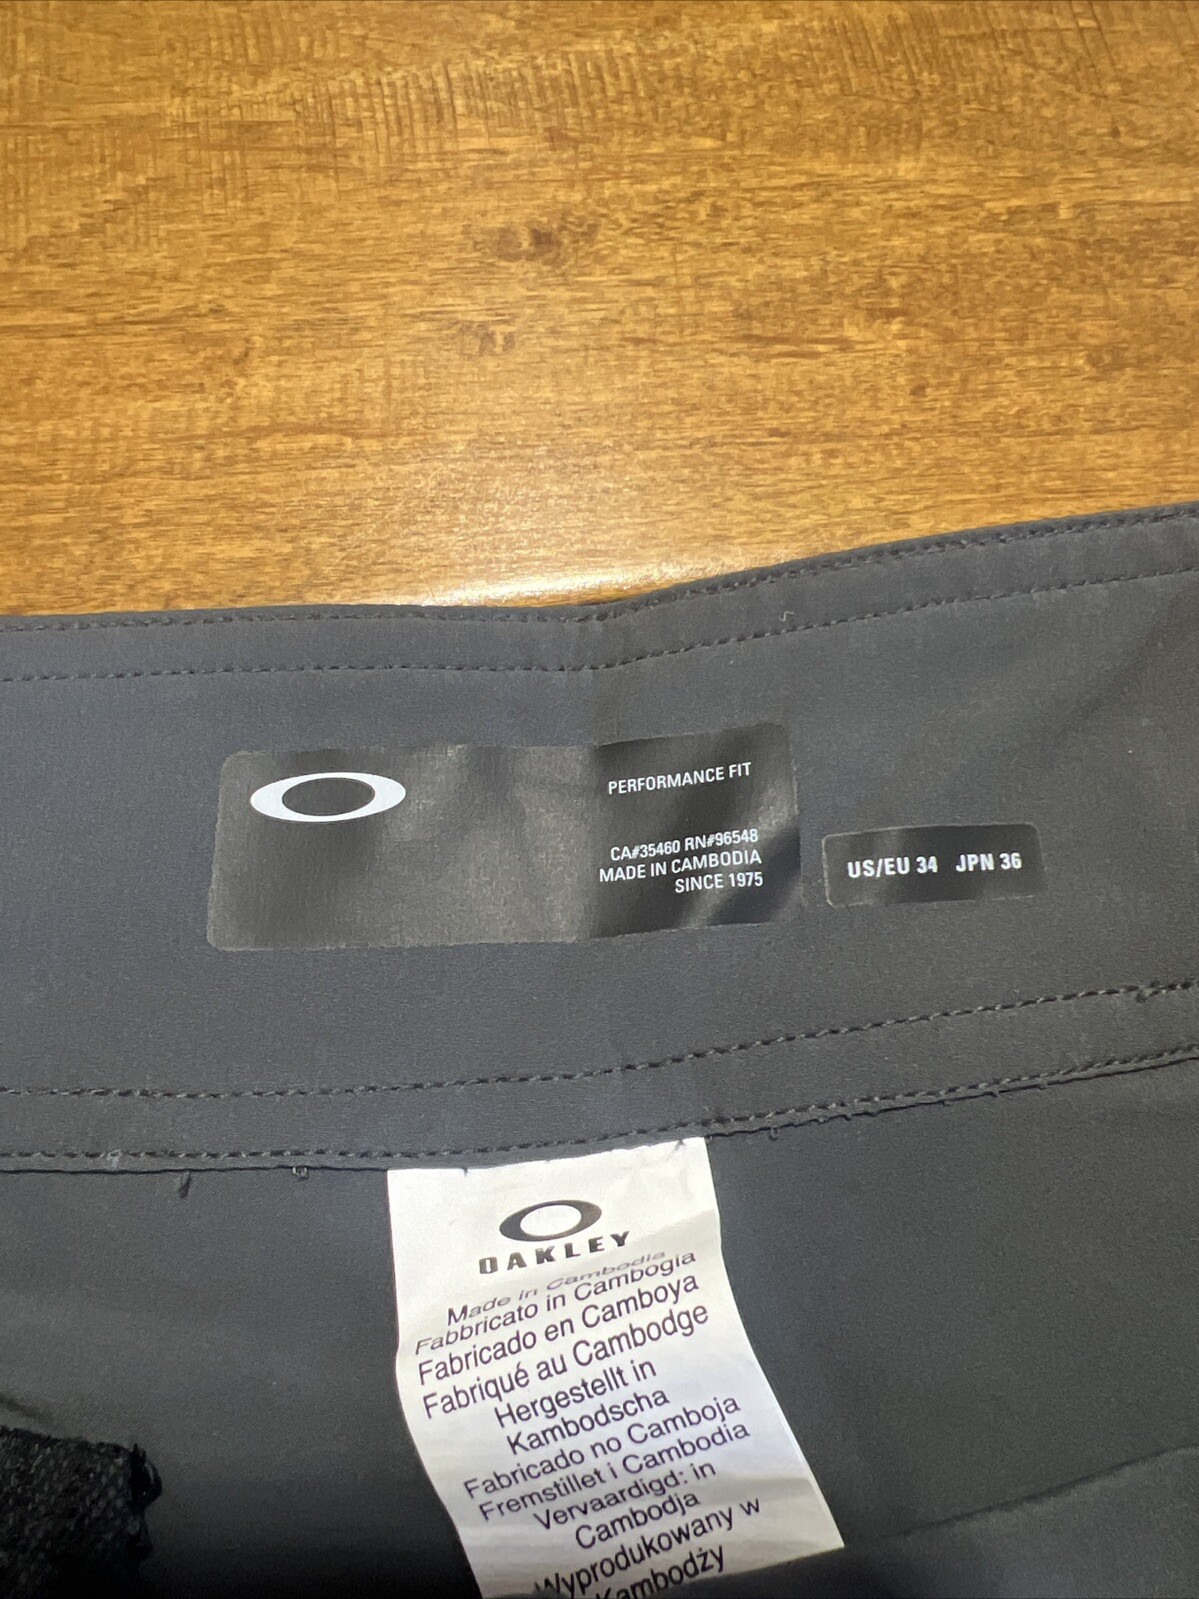 PERFORMANCE FIT
CA#35460 RN#96548
MADE IN CAMBODIA
SINCE 1975
US/EU 34 JPN 36
OAKLEY
Made in Cambodia
Fabbricato in Cambogia
Fabricado en Camboya
Fabriqué au Cambodge
Hergestellt in
Kambodscha
Fabricado no Camboja
Fremstillet i Cambodia
Vervaardigd: in
Cambodja
Wyprodukowany w
Kambodży